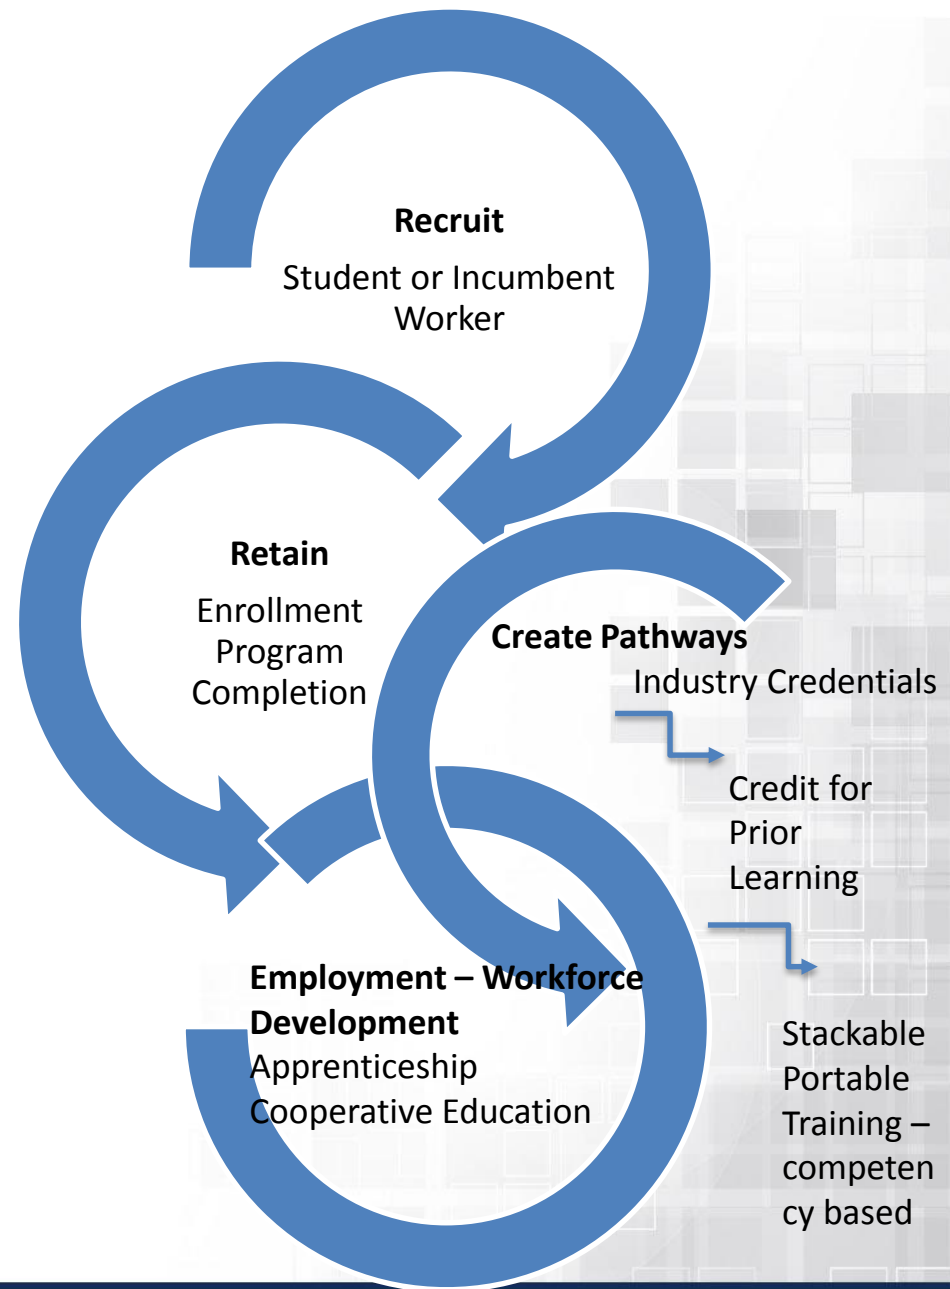 Recruit
Student or Incumbent
Worker
Retain
Enrollment
Program
Completion
Create Pathways
Industry Credentials
Credit for
Prior
Learning
Stackable
Portable
Training –
competen
cy based
Employment – Workforce
Development
Apprenticeship
Cooperative Education